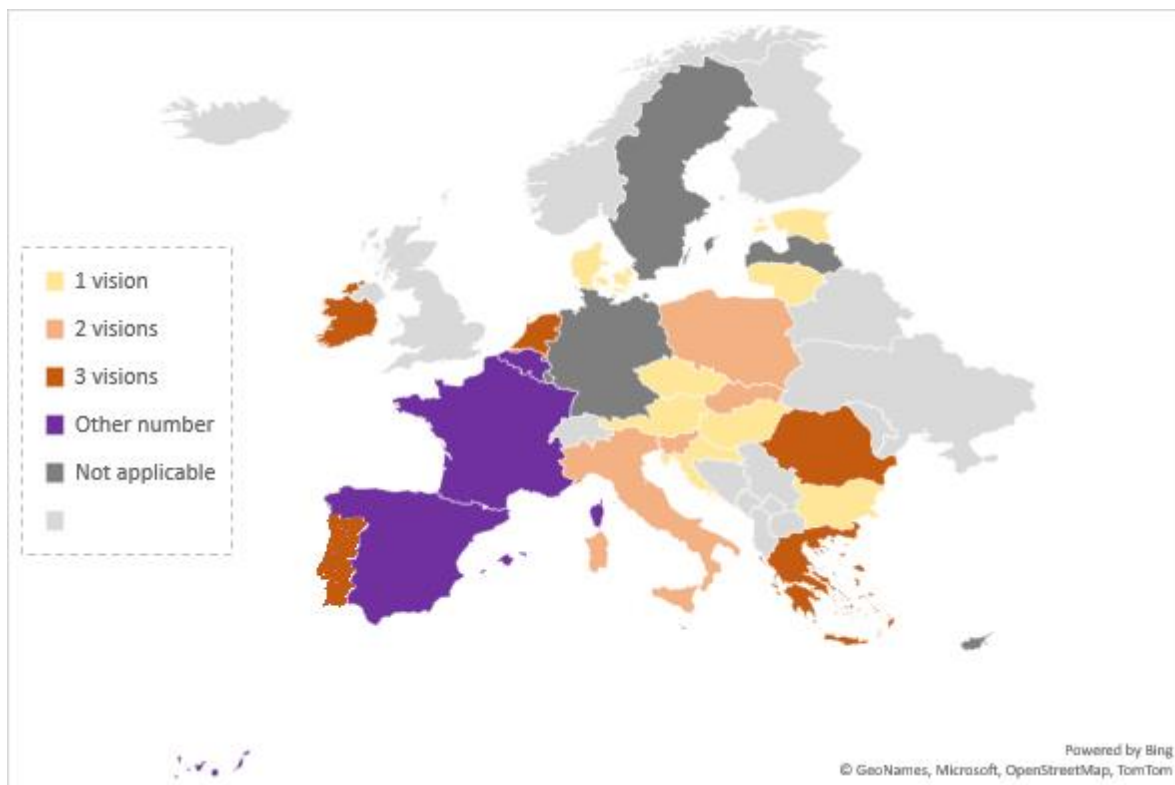 1 vision
2 visions
3 visions
Other number
Not applicable
Powered by Bing
© GeoNames, Microsoft, OpenStreetMap, TomTom